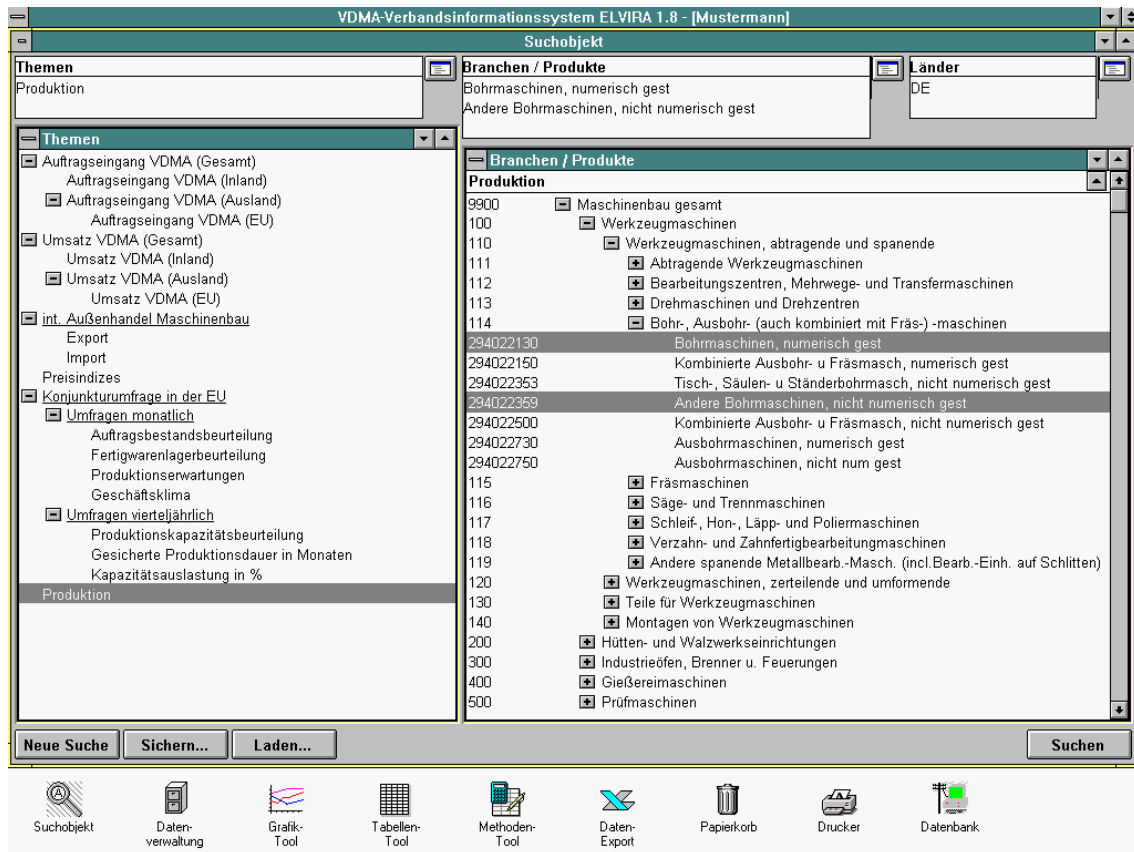 VDMA-Verbandsinformationssystem ELVIRA 1.8 - [Mustermann]
Suchobjekt
Themen
Produktion
Branchen / Produkte
Bohrmaschinen, numerisch gest
Andere Bohrmaschinen, nicht numerisch gest
Länder
DE
Themen
Auftragseingang VDMA (Gesamt)
Auftragseingang VDMA (Inland)
Auftragseingang VDMA (Ausland)
Auftragseingang VDMA (EU)
Umsatz VDMA (Gesamt)
Umsatz VDMA (Inland)
Umsatz VDMA (Ausland)
Umsatz VDMA (EU)
int. Außenhandel Maschinenbau
Export
Import
Preisindizes
Konjunkturumfrage in der EU
Umfragen monatlich
Auftragsbestandsbeurteilung
Fertigwarenlagerbeurteilung
Produktionserwartungen
Geschäftsklima
Umfragen vierteljährlich
Produktionskapazitätsbeurteilung
Gesicherte Produktionsdauer in Monaten
Kapazitätsauslastung in %
Produktion
Branchen / Produkte
Produktion
9900 Maschinenbau gesamt
100 Werkzeugmaschinen
110 Werkzeugmaschinen, abtragende und spanende
111 Abtragende Werkzeugmaschinen
112 Bearbeitungszentren, Mehrwege- und Transfermaschinen
113 Drehmaschinen und Drehzentren
114 Bohr-, Ausbohr- (auch kombiniert mit Fräs-) -maschinen
294022130 Bohrmaschinen, numerisch gest
294022150 Kombinierte Ausbohr- u Fräsmasch, numerisch gest
294022353 Tisch-, Säulen- u Ständerbohrmasch, nicht numerisch gest
294022359 Andere Bohrmaschinen, nicht numerisch gest
294022500 Kombinierte Ausbohr- u Fräsmasch, nicht numerisch gest
294022730 Ausbohrmaschinen, numerisch gest
294022750 Ausbohrmaschinen, nicht num gest
115 Fräsmaschinen
116 Säge- und Trennmaschinen
117 Schleif-, Hon-, Läpp- und Poliermaschinen
118 Verzahn- und Zahnfertigbearbeitungmaschinen
119 Andere spanende Metallbearb.-Masch. (incl.Bearb.-Einh. auf Schlitten)
120 Werkzeugmaschinen, zerteilende und umformende
130 Teile für Werkzeugmaschinen
140 Montagen von Werkzeugmaschinen
200 Hütten- und Walzwerkseinrichtungen
300 Industrieöfen, Brenner u. Feuerungen
400 Gießereimaschinen
500 Prüfmaschinen
Neue Suche Sichern... Laden... Suchen
Suchobjekt
Daten-
verwaltung
Grafik-
Tool
Tabellen-
Tool
Methoden-
Tool
Daten-
Export
Papierkorb
Drucker
Datenbank